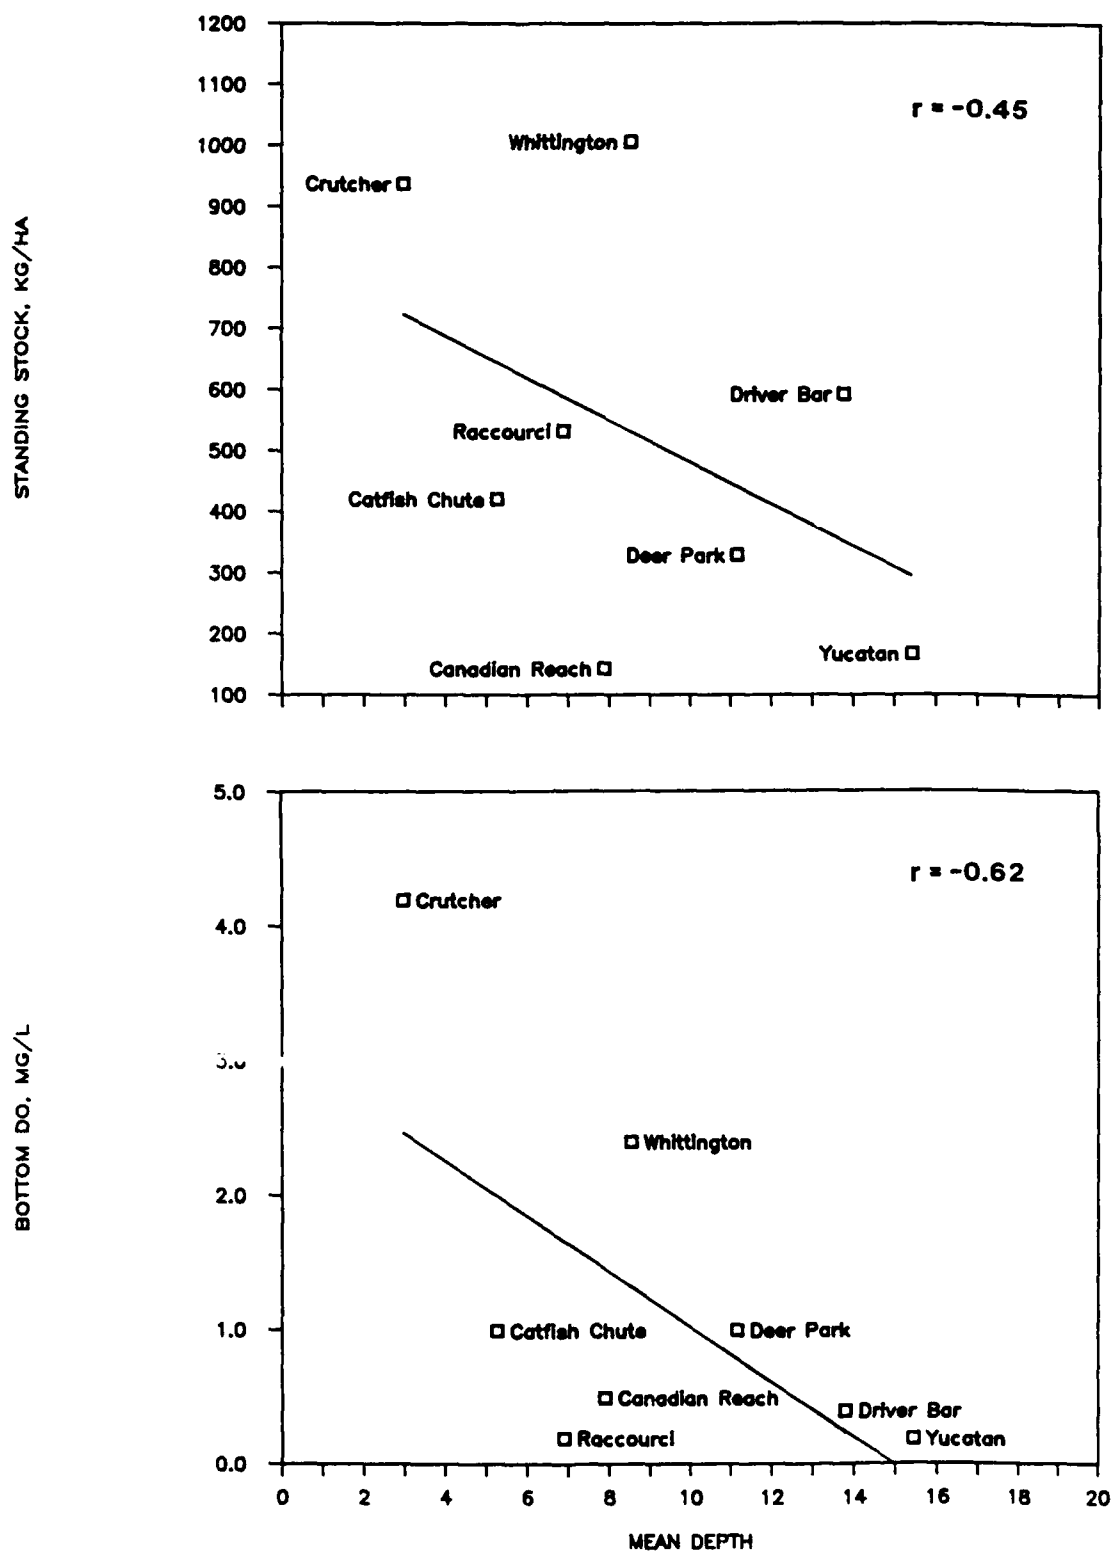 1200
1100
r = -0.45
Whittington
1000
Crutcher
900
800
STANDING STOCK, KG/HA
700
600
Driver Bar
500
Raccourci
Catfish Chute
400
Deer Park
300
200
Yucatan
Canadian Reach
100
5.0
r = -0.62
Crutcher
4.0
BOTTOM DO, MG/L
Whittington
2.0
1.0
Catfish Chute
Deer Park
Canadian Reach
Driver Bar
Raccourci
Yucatan
0.0
0 2 4 6 8 10 12 14 16 18 20
MEAN DEPTH